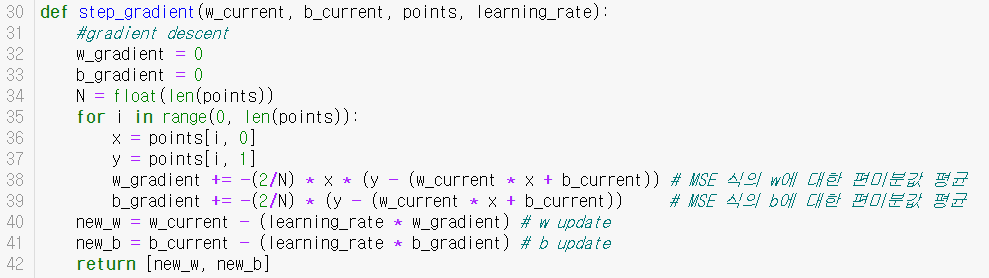 30 def step_gradient(w_current, b_current, points, learning_rate):
31     #gradient descent
32     w_gradient = 0
33     b_gradient = 0
34     N = float(len(points))
35     for i in range(0, len(points)):
36         x = points[i, 0]
37         y = points[i, 1]
38         w_gradient += -(2/N) * x * (y - (w_current * x + b_current)) # MSE 식의 w에 대한 편미분값 평균
39         b_gradient += -(2/N) * (y - (w_current * x + b_current))     # MSE 식의 b에 대한 편미분값 평균
40     new_w = w_current - (learning_rate * w_gradient) # w update
41     new_b = b_current - (learning_rate * b_gradient) # b update
42     return [new_w, new_b]